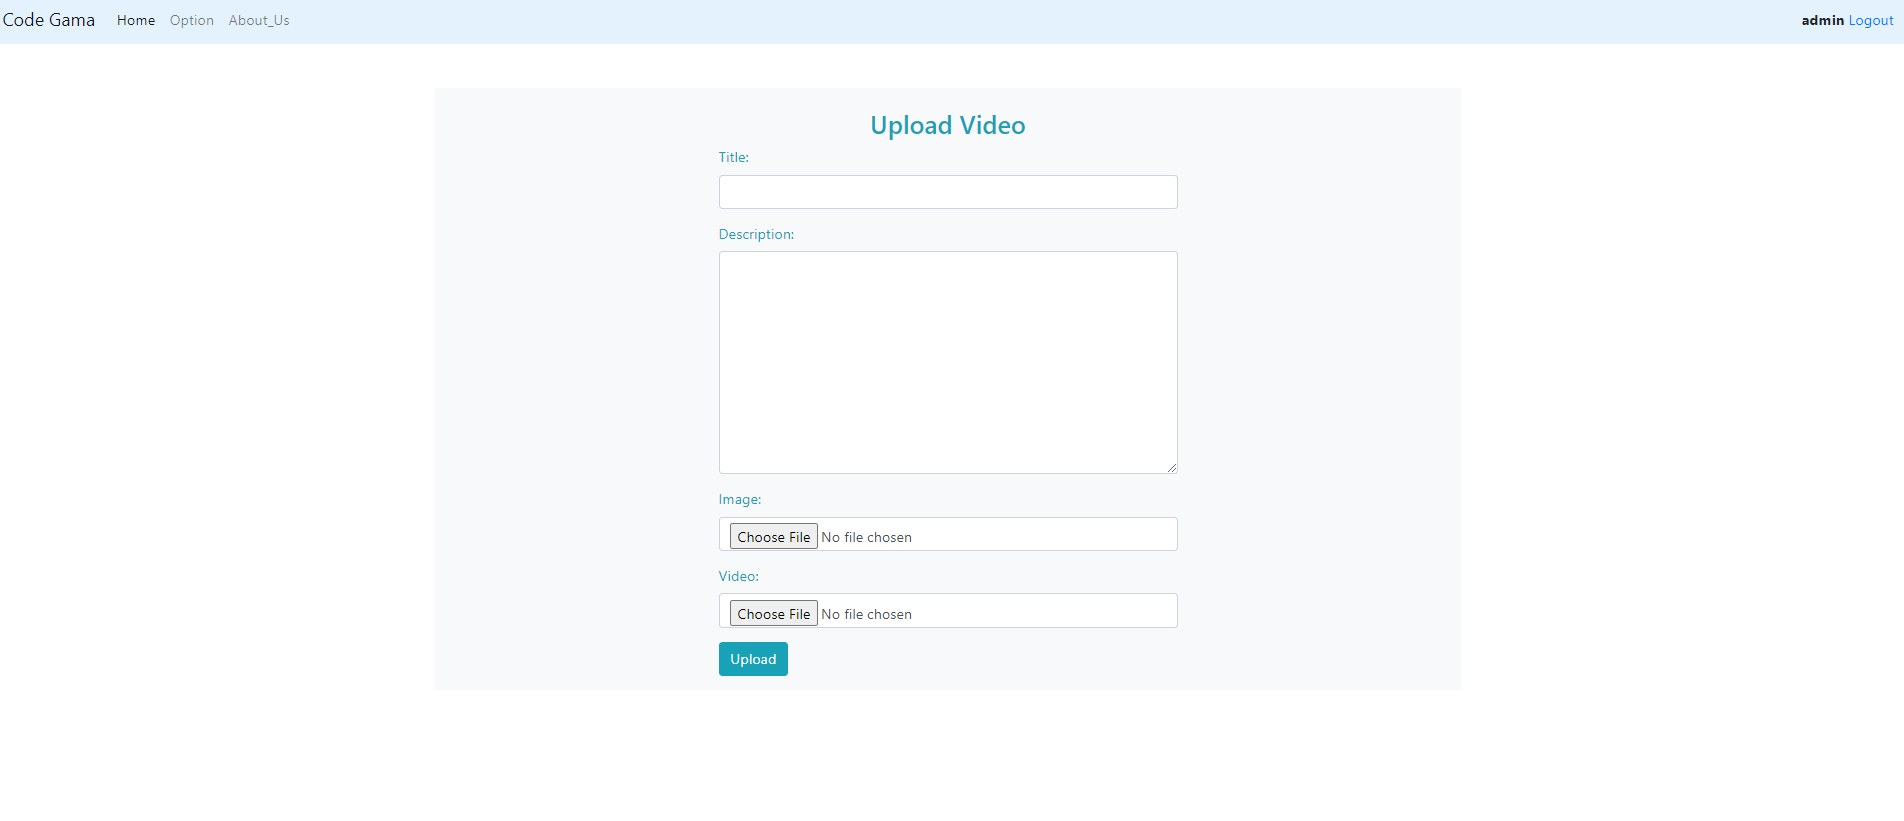 Code Gama Home Option About_Us admin Logout
Upload Video
Title:
Description:
Image:
Choose File No file chosen
Video:
Choose File No file chosen
Upload